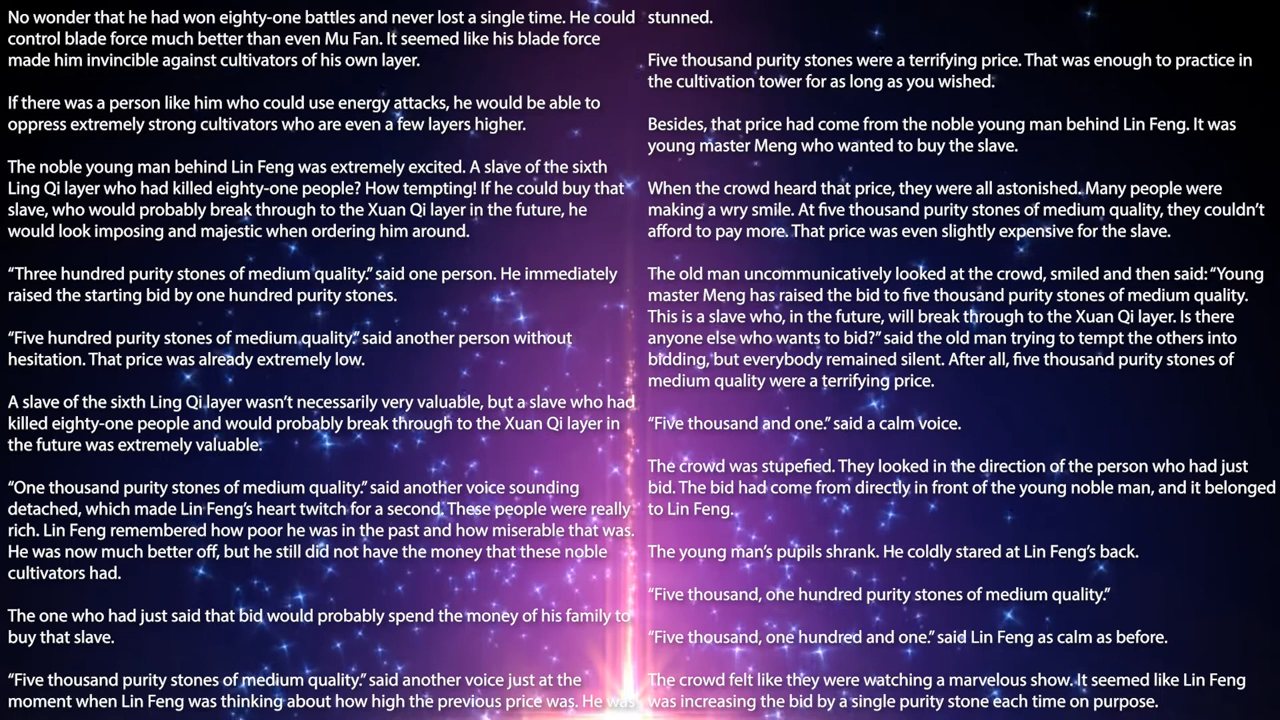 No wonder that he had won eighty-one battles and never lost a single time. He could
control blade force much better than even Mu Fan. It seemed like his blade force
made him invincible against cultivators of his own layer.
If there was a person like him who could use energy attacks, he would be able to
oppress extremely strong cultivators who are even a few layers higher.
The noble young man behind Lin Feng was extremely excited. A slave of the sixth
Ling Qi layer who had killed eighty-one people? How tempting! If he could buy that
slave, who would probably break through to the Xuan Qi layer in the future, he
would look imposing and majestic when ordering him around.
“Three hundred purity stones of medium quality.” said one person. He immediately
raised the starting bid by one hundred purity stones.
“Five hundred purity stones of medium quality.” said another person without
hesitation. That price was already extremely low.
A slave of the sixth Ling Qi layer wasn’t necessarily very valuable, but a slave who had
killed eighty-one people and would probably break through to the Xuan Qi layer in
the future was extremely valuable.
“One thousand purity stones of medium quality.” said another voice sounding
detached, which made Lin Feng’s heart twitch for a second. These people were really
rich. Lin Feng remembered how poor he was in the past and how miserable that was.
He was now much better off, but he still did not have the money that these noble
cultivators had.
The one who had just said that bid would probably spend the money of his family to
buy that slave.
“Five thousand purity stones of medium quality.” said another voice just at the
moment when Lin Feng was thinking about how high the previous price was. He was
stunned.
Five thousand purity stones were a terrifying price. That was enough to practice in
the cultivation tower for as long as you wished.
Besides, that price had come from the noble young man behind Lin Feng. It was
young master Meng who wanted to buy the slave.
When the crowd heard that price, they were all astonished. Many people were
making a wry smile. At five thousand purity stones of medium quality, they couldn’t
afford to pay more. That price was even slightly expensive for the slave.
The old man uncommunicatively looked at the crowd, smiled and then said: “Young
master Meng has raised the bid to five thousand purity stones of medium quality.
This is a slave who, in the future, will break through to the Xuan Qi layer. Is there
anyone else who wants to bid?” said the old man trying to tempt the others into
bidding, but everybody remained silent. After all, five thousand purity stones of
medium quality were a terrifying price.
“Five thousand and one.” said a calm voice.
The crowd was stupefied. They looked in the direction of the person who had just
bid. The bid had come from directly in front of the young noble man, and it belonged
to Lin Feng.
The young man’s pupils shrank. He coldly stared at Lin Feng’s back.
“Five thousand, one hundred purity stones of medium quality.”
“Five thousand, one hundred and one.” said Lin Feng as calm as before.
The crowd felt like they were watching a marvelous show. It seemed like Lin Feng
was increasing the bid by a single purity stone each time on purpose.